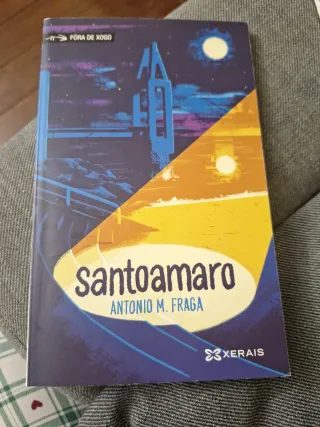 FÓRA DE XOGO
santoamaro
ANTONIO M. FRAGA
XERAIS